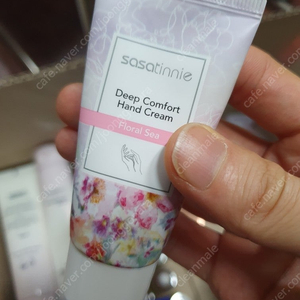 sasatinnie
Deep Comfort
Hand Cream
Floral Sea